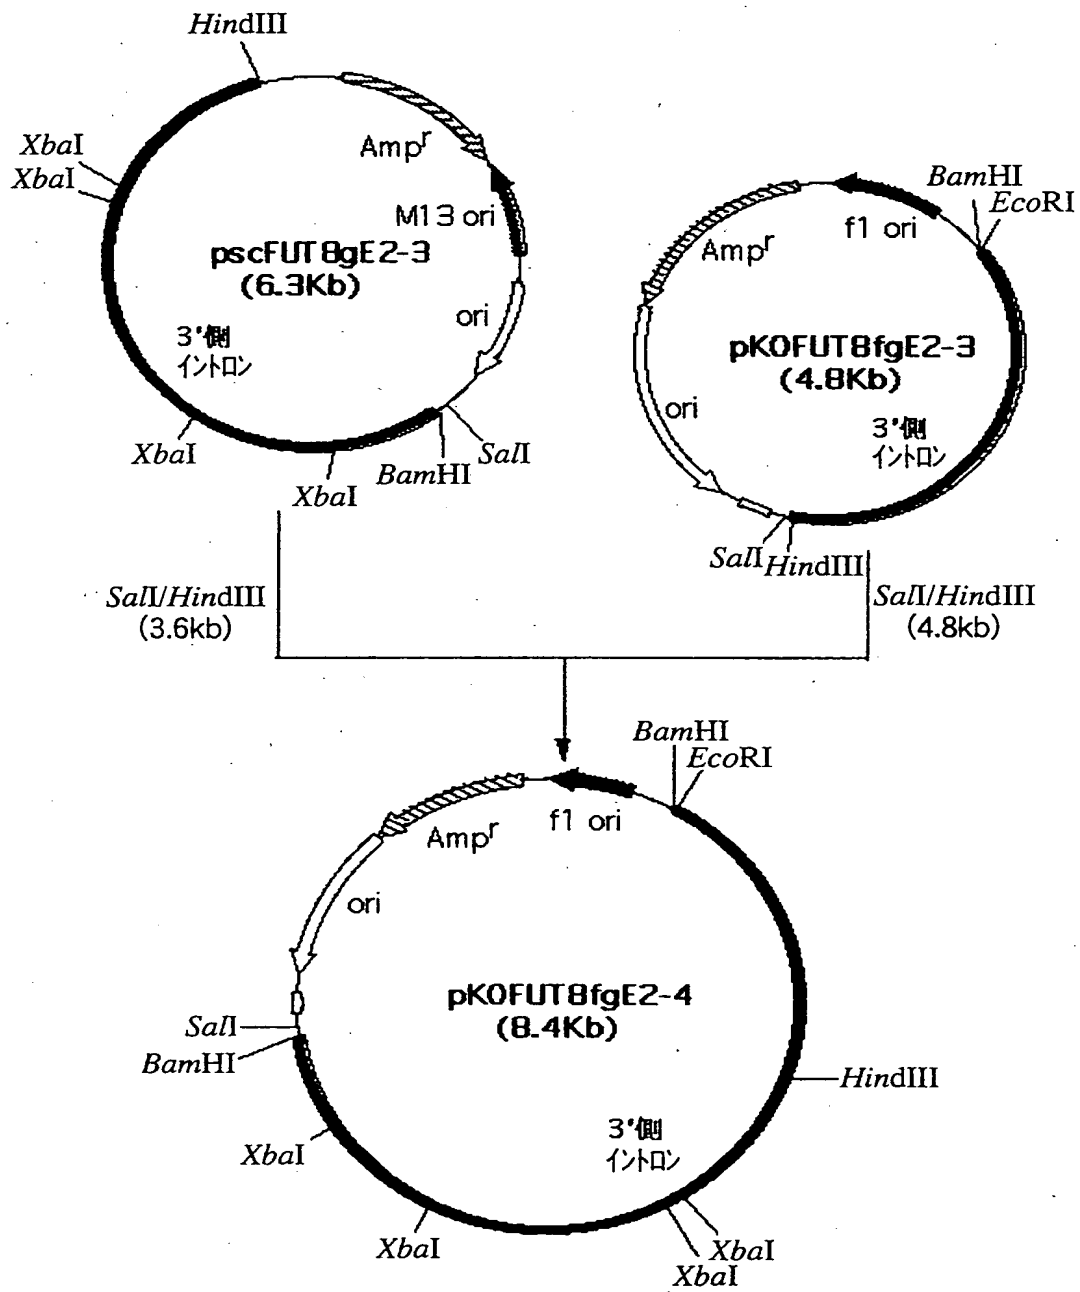 HindIII
XbaI
XbaI
Ampʳ
M13 ori
pscFUT8gE2-3
(6.3Kb)
ori
3'側
イントロン
XbaI
XbaI
BamHI
SalI
BamHI
EcoRI
f1 ori
Ampʳ
pKOFUT8fgE2-3
(4.8Kb)
ori
3'側
イントロン
SalI
HindIII
SalI/HindIII
(3.6kb)
SalI/HindIII
(4.8kb)
BamHI
EcoRI
f1 ori
Ampʳ
ori
pKOFUT8fgE2-4
(8.4Kb)
SalI
BamHI
HindIII
3'側
イントロン
XbaI
XbaI
XbaI
XbaI